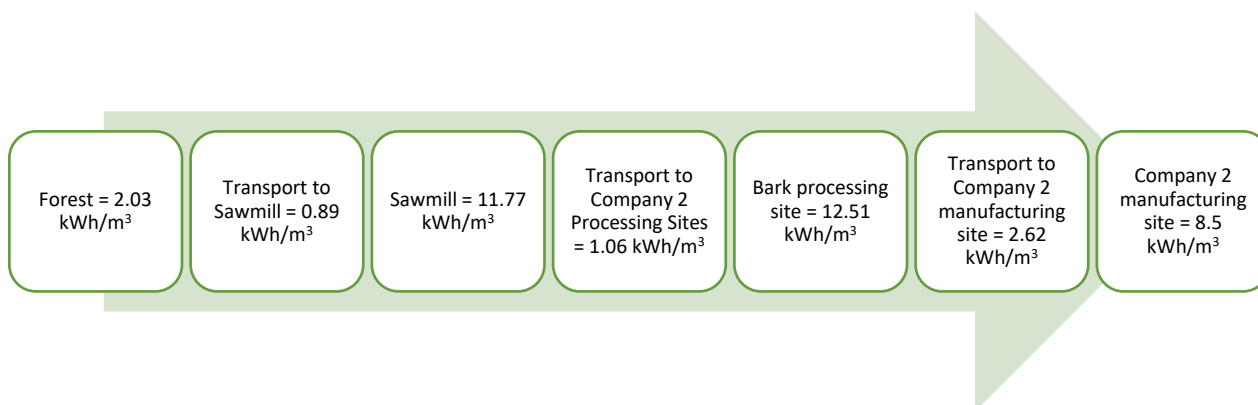 Forest = 2.03
kWh/m³
Transport to
Sawmill = 0.89
kWh/m³
Sawmill = 11.77
kWh/m³
Transport to
Company 2
Processing Sites
= 1.06 kWh/m³
Bark processing
site = 12.51
kWh/m³
Transport to
Company 2
manufacturing
site = 2.62
kWh/m³
Company 2
manufacturing
site = 8.5
kWh/m³